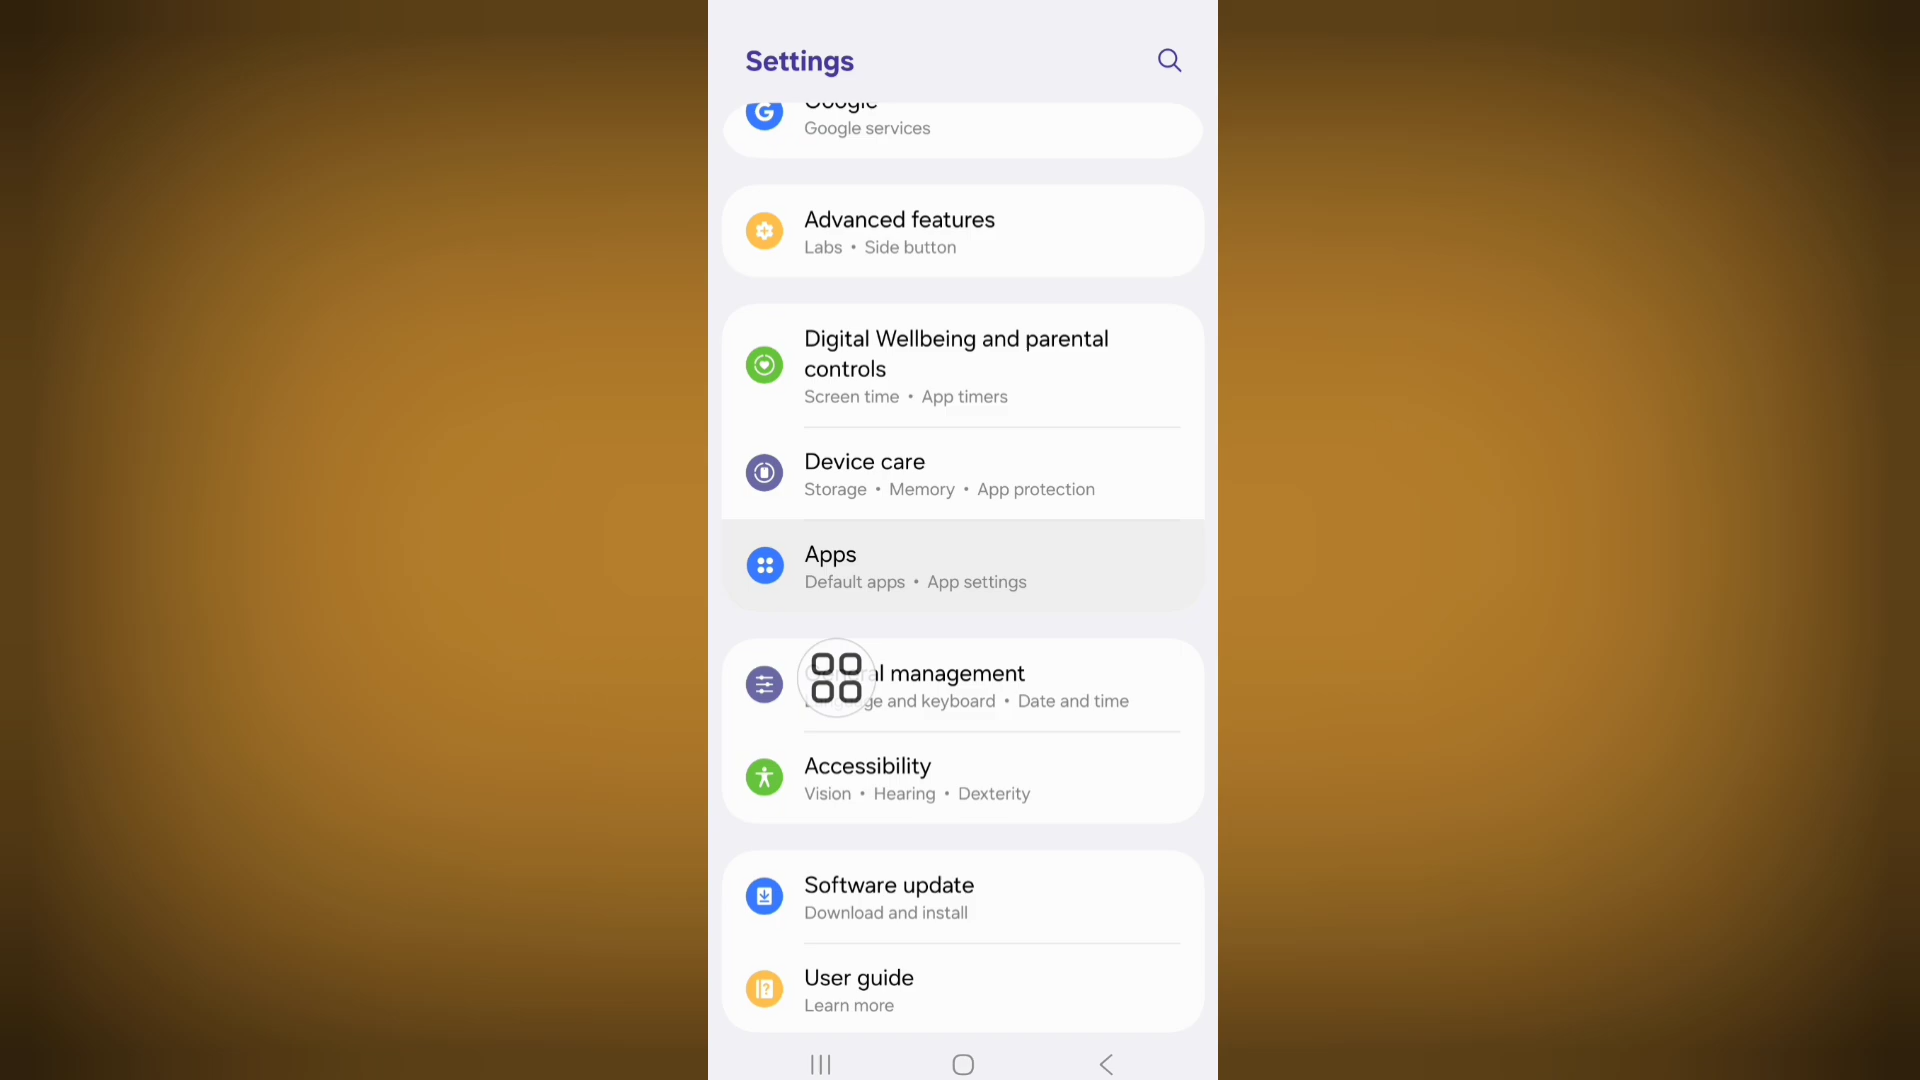 Settings
Google
Google services
Advanced features
Labs • Side button
Digital Wellbeing and parental
controls
Screen time • App timers
Device care
Storage • Memory • App protection
Apps
Default apps • App settings
management
and keyboard • Date and time
Accessibility
Vision • Hearing • Dexterity
Software update
Download and install
User guide
Learn more